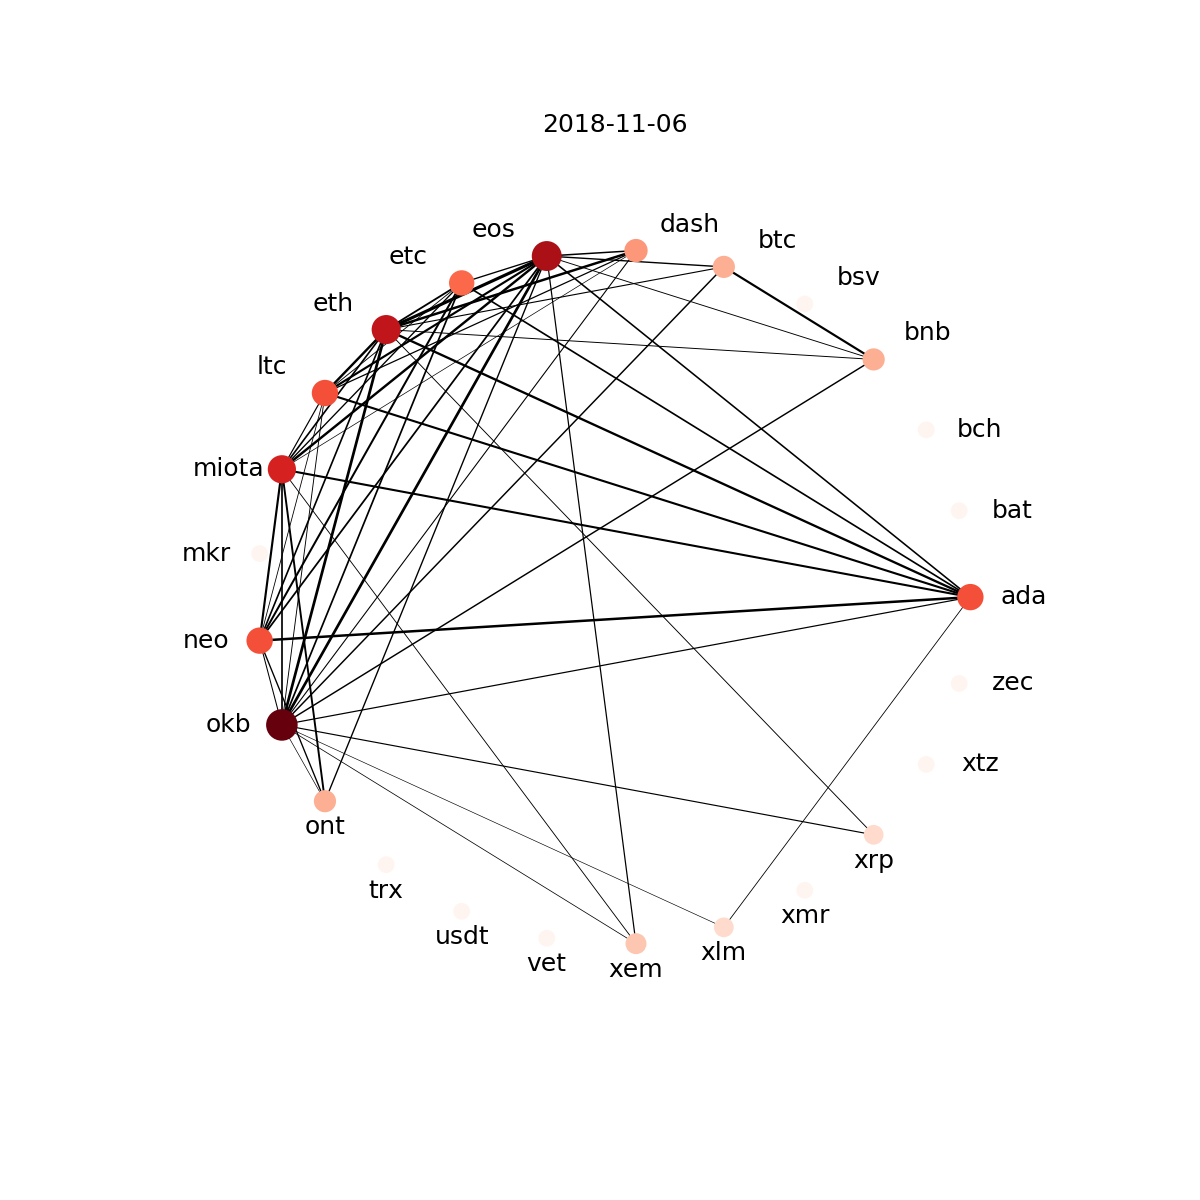 2018-11-06
dash
eos
btc
etc
bsv
eth
bnb
ltc
bch
miota
bat
mkr
ada
neo
zec
okb
xtz
ont
xrp
trx
xmr
usdt
xlm
vet
xem